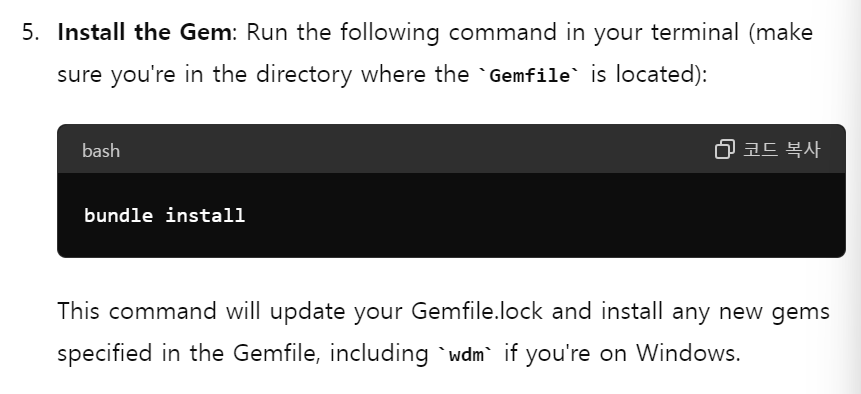 5. Install the Gem: Run the following command in your terminal (make
sure you're in the directory where the `Gemfile` is located):
bash 코드 복사
bundle install
This command will update your Gemfile.lock and install any new gems
specified in the Gemfile, including `wdm` if you're on Windows.